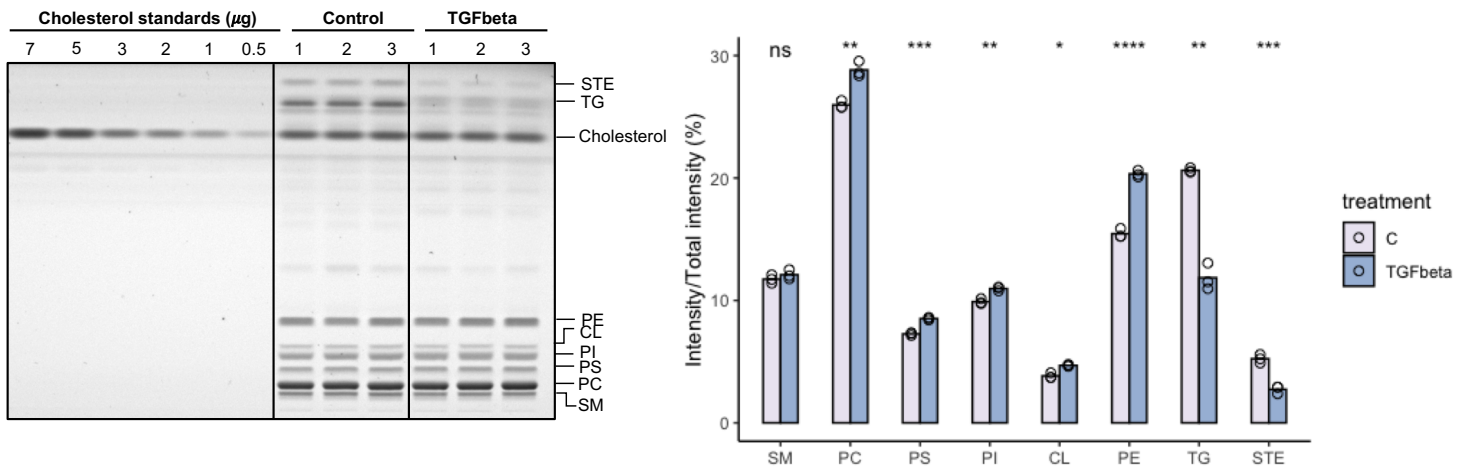 Cholesterol standards (μg) Control TGFbeta
7 5 3 2 1 0.5 1 2 3 1 2 3
STE
TG
Cholesterol
PE
CL
PI
PS
PC
SM
ns ** *** ** * **** ** ***
Intensity/Total intensity (%)
30
20
10
0
SM PC PS PI CL PE TG STE
treatment
C
TGFbeta